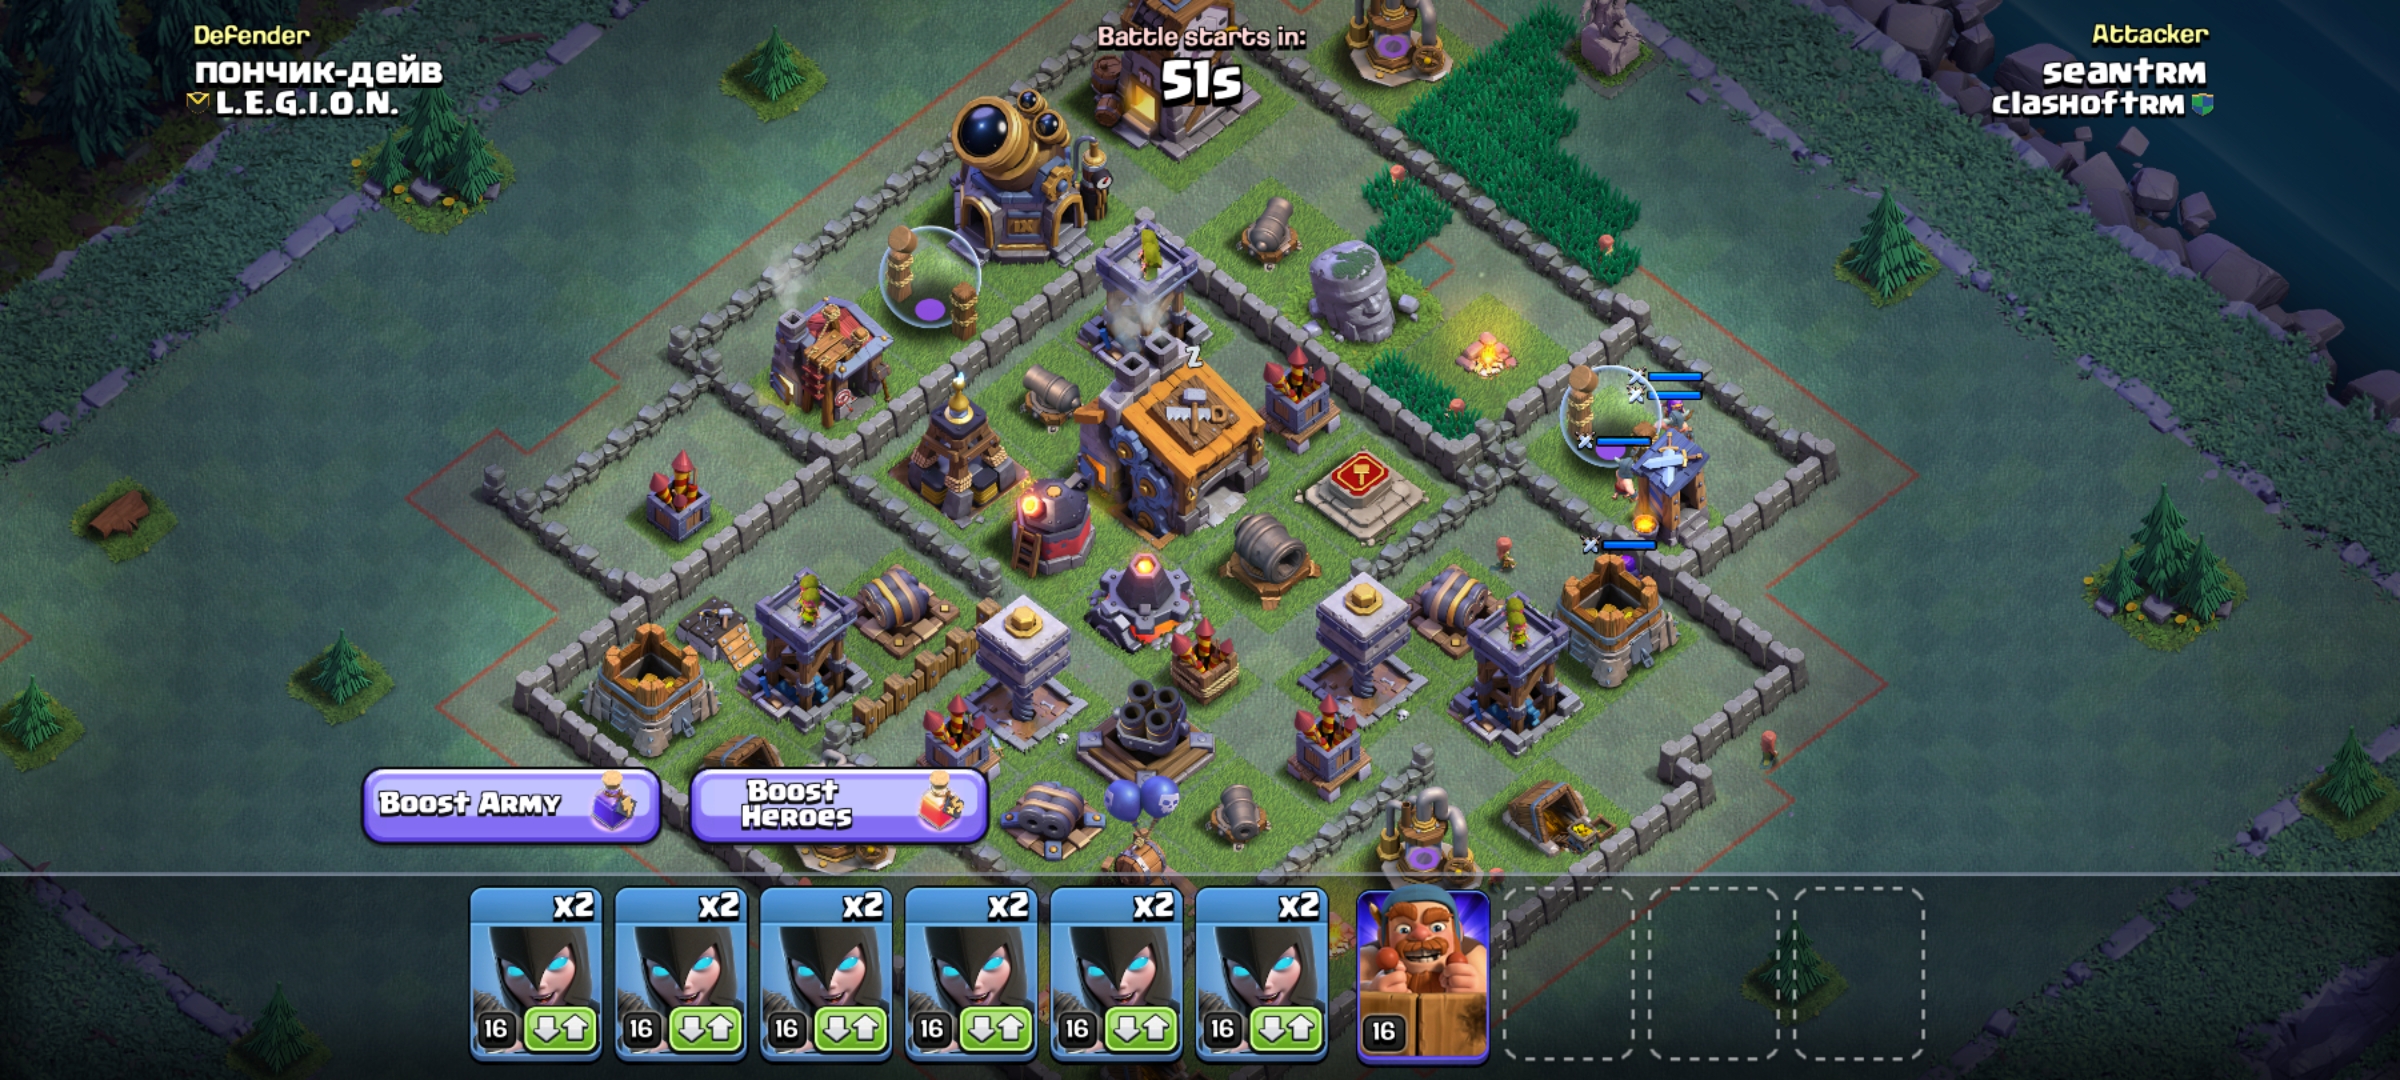 Defender
пончик-дейв
L.E.G.I.O.N.
Battle starts in:
51s
Attacker
seantRM
clashoftRM
IX
z
Boost Army
Boost
Heroes
x2
x2
x2
x2
x2
x2
16
16
16
16
16
16
16